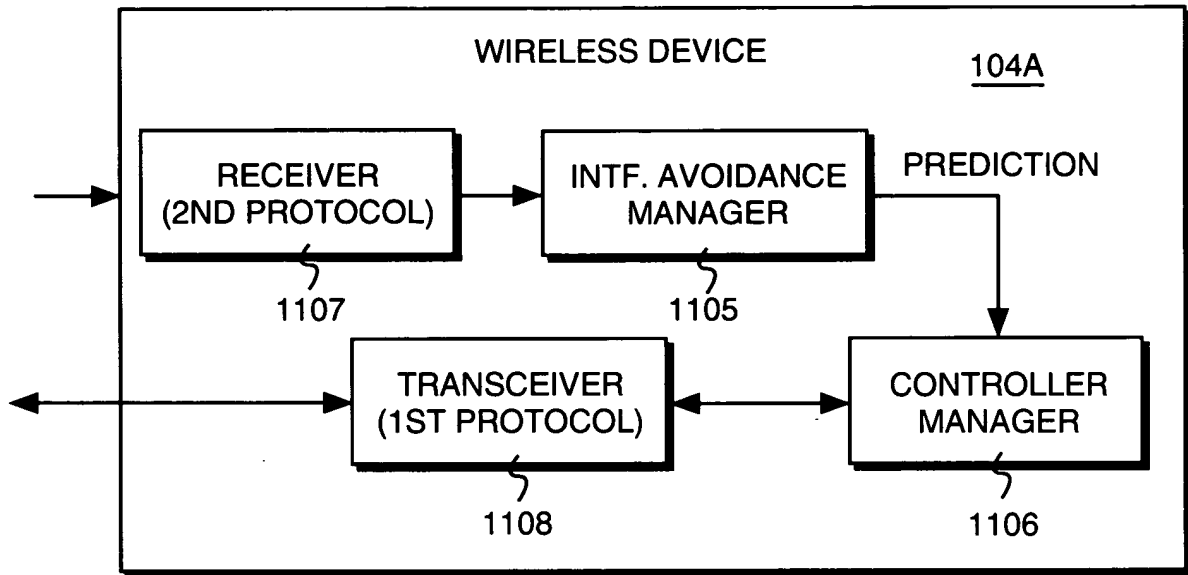 WIRELESS DEVICE
104A
RECEIVER
(2ND PROTOCOL)
1107
INTF. AVOIDANCE
MANAGER
1105
PREDICTION
TRANSCEIVER
(1ST PROTOCOL)
1108
CONTROLLER
MANAGER
1106